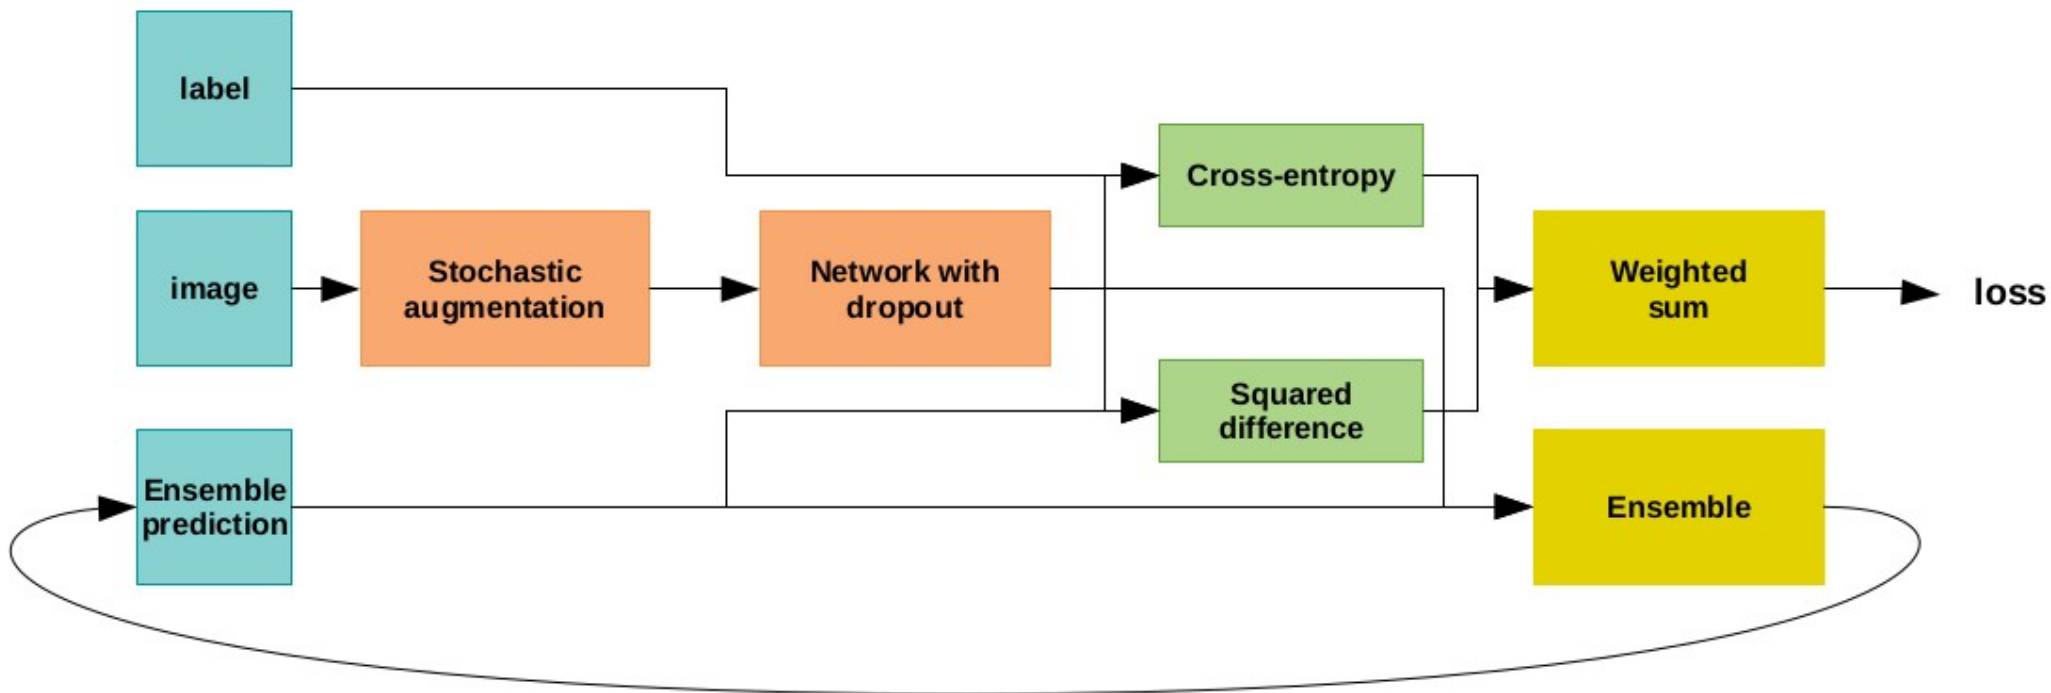 label
Cross-entropy
image
Stochastic
augmentation
Network with
dropout
Weighted
sum
loss
Squared
difference
Ensemble
prediction
Ensemble